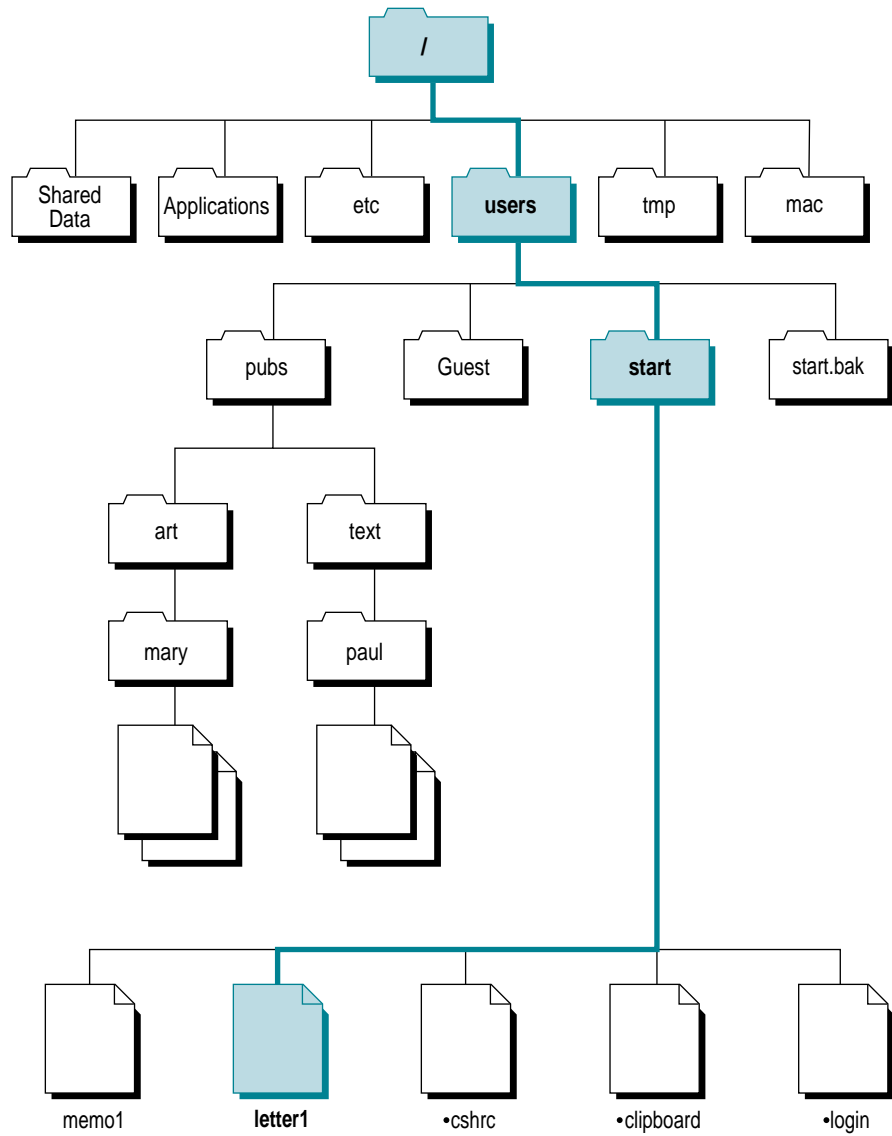 /
Shared
Data
Applications
etc
users
tmp
mac
pubs
Guest
start
start.bak
art
text
mary
paul
memo1
letter1
•cshrc
•clipboard
•login